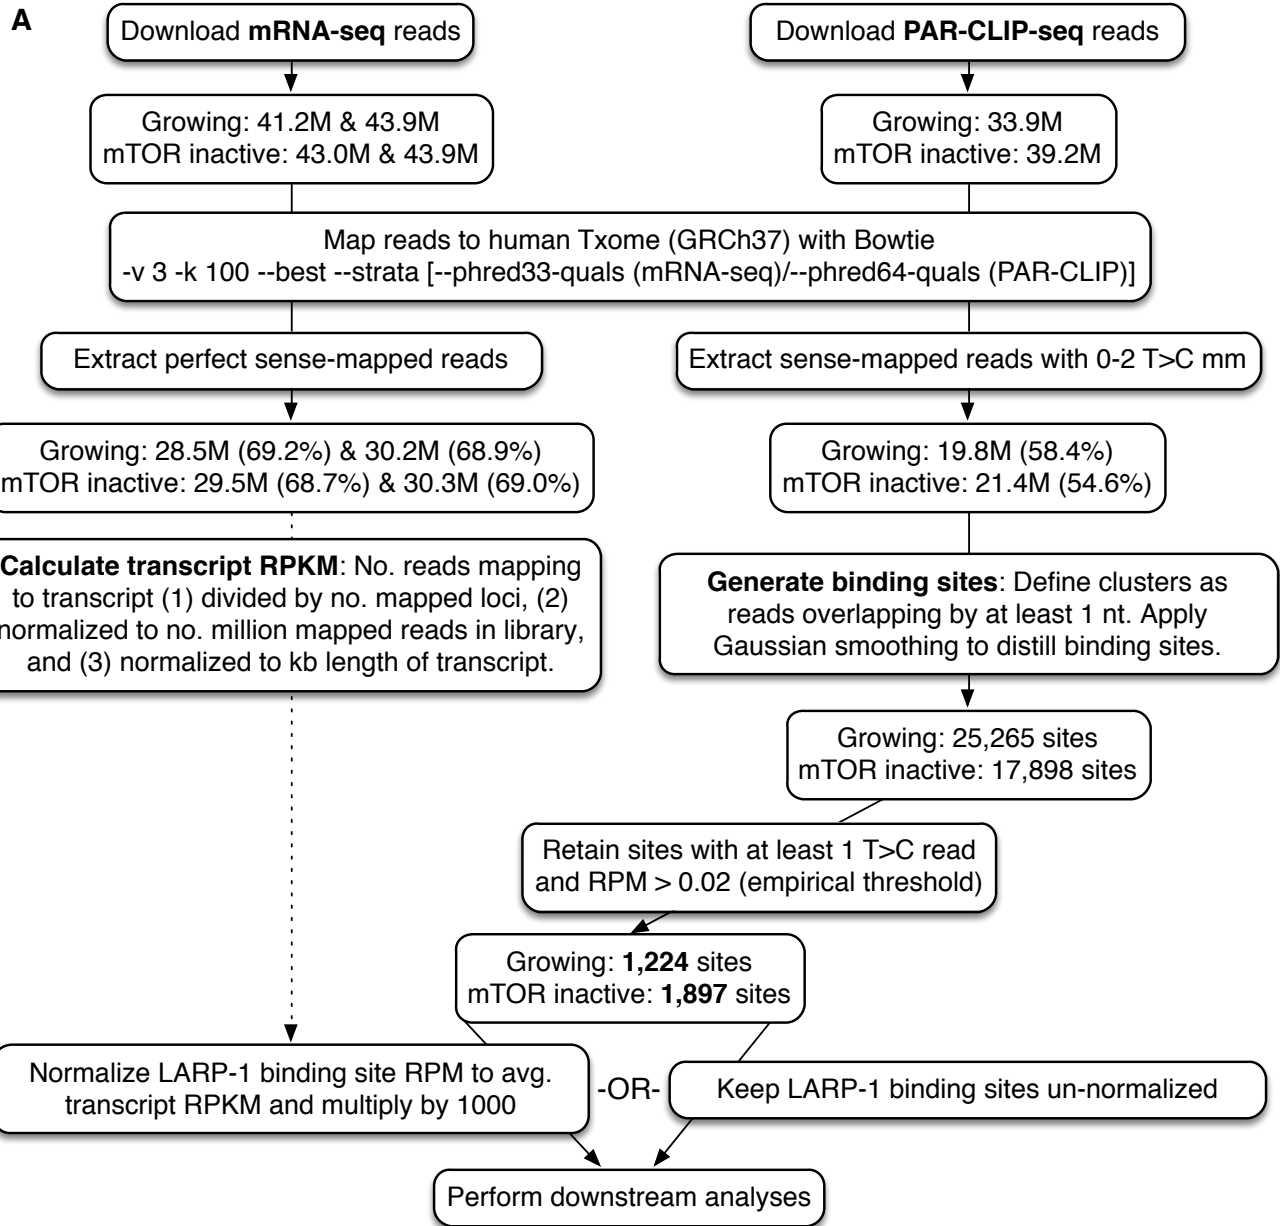 A
Download mRNA-seq reads
Download PAR-CLIP-seq reads
Growing: 41.2M & 43.9M
mTOR inactive: 43.0M & 43.9M
Growing: 33.9M
mTOR inactive: 39.2M
Map reads to human Txome (GRCh37) with Bowtie
-v 3 -k 100 --best --strata [--phred33-quals (mRNA-seq)/--phred64-quals (PAR-CLIP)]
Extract perfect sense-mapped reads
Extract sense-mapped reads with 0-2 T>C mm
Growing: 28.5M (69.2%) & 30.2M (68.9%)
mTOR inactive: 29.5M (68.7%) & 30.3M (69.0%)
Growing: 19.8M (58.4%)
mTOR inactive: 21.4M (54.6%)
Calculate transcript RPKM: No. reads mapping
to transcript (1) divided by no. mapped loci, (2)
normalized to no. million mapped reads in library,
and (3) normalized to kb length of transcript.
Generate binding sites: Define clusters as
reads overlapping by at least 1 nt. Apply
Gaussian smoothing to distill binding sites.
Growing: 25,265 sites
mTOR inactive: 17,898 sites
Retain sites with at least 1 T>C read
and RPM > 0.02 (empirical threshold)
Growing: 1,224 sites
mTOR inactive: 1,897 sites
Normalize LARP-1 binding site RPM to avg.
transcript RPKM and multiply by 1000
-OR-
Keep LARP-1 binding sites un-normalized
Perform downstream analyses